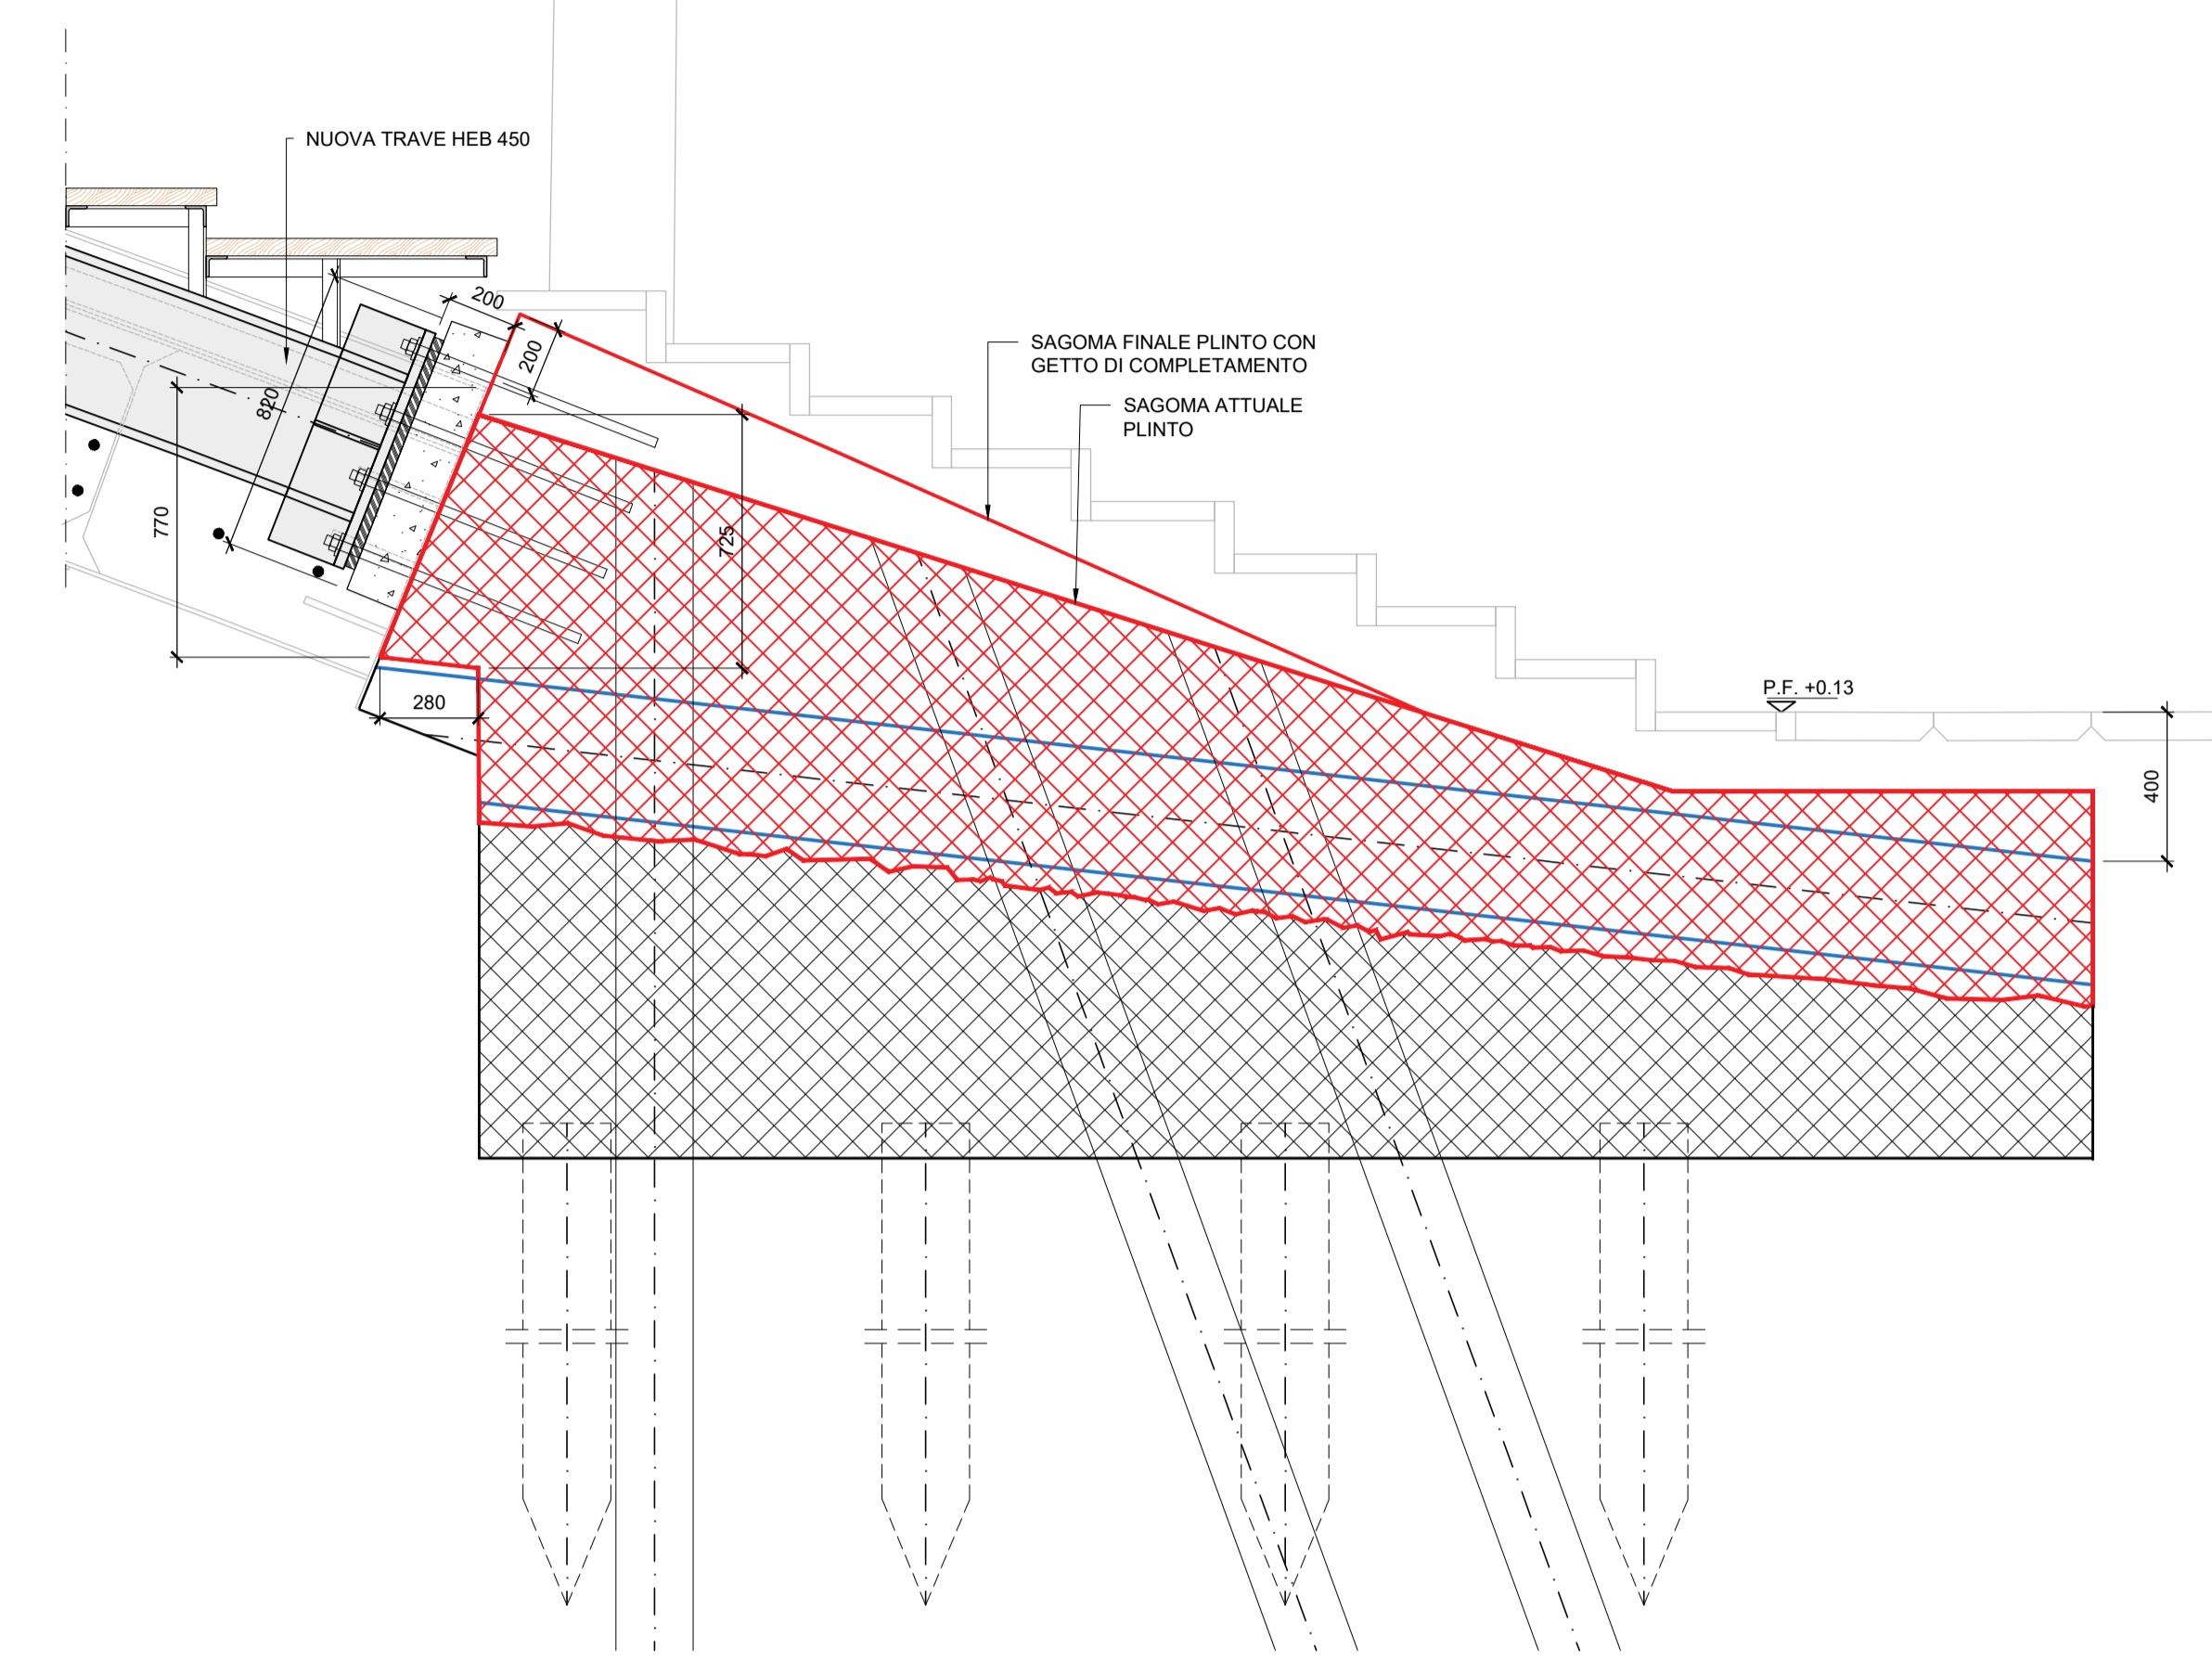 NUOVA TRAVE HEB 450
200
200
SAGOMA FINALE PLINTO CON
GETTO DI COMPLETAMENTO
SAGOMA ATTUALE
PLINTO
820
770
725
280
P.F. +0.13
400